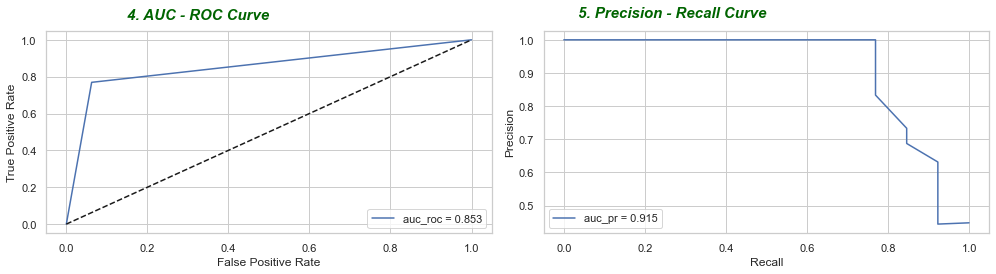 4. AUC - ROC Curve
1.0
0.8
0.6
0.4
0.2
0.0
True Positive Rate
0.0 0.2 0.4 0.6 0.8 1.0
False Positive Rate
auc_roc = 0.853
5. Precision - Recall Curve
1.0
0.9
0.8
0.7
0.6
0.5
Precision
0.0 0.2 0.4 0.6 0.8 1.0
Recall
auc_pr = 0.915